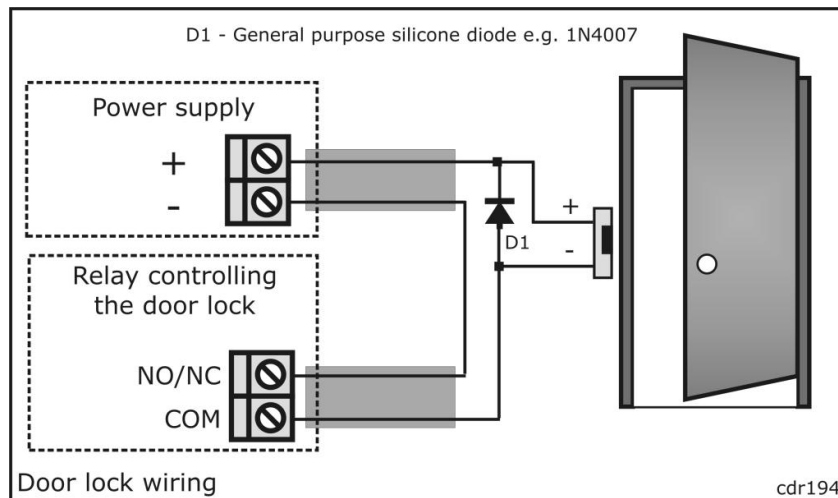 D1 - General purpose silicone diode e.g. 1N4007
Power supply
+
-
+
-
D1
Relay controlling
the door lock
NO/NC
COM
Door lock wiring
cdr194